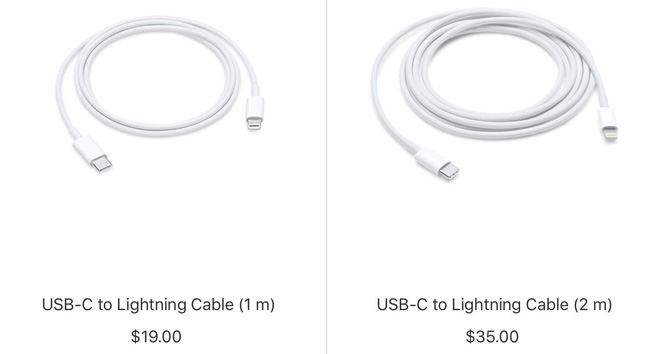 USB-C to Lightning Cable (1 m)
$19.00
USB-C to Lightning Cable (2 m)
$35.00